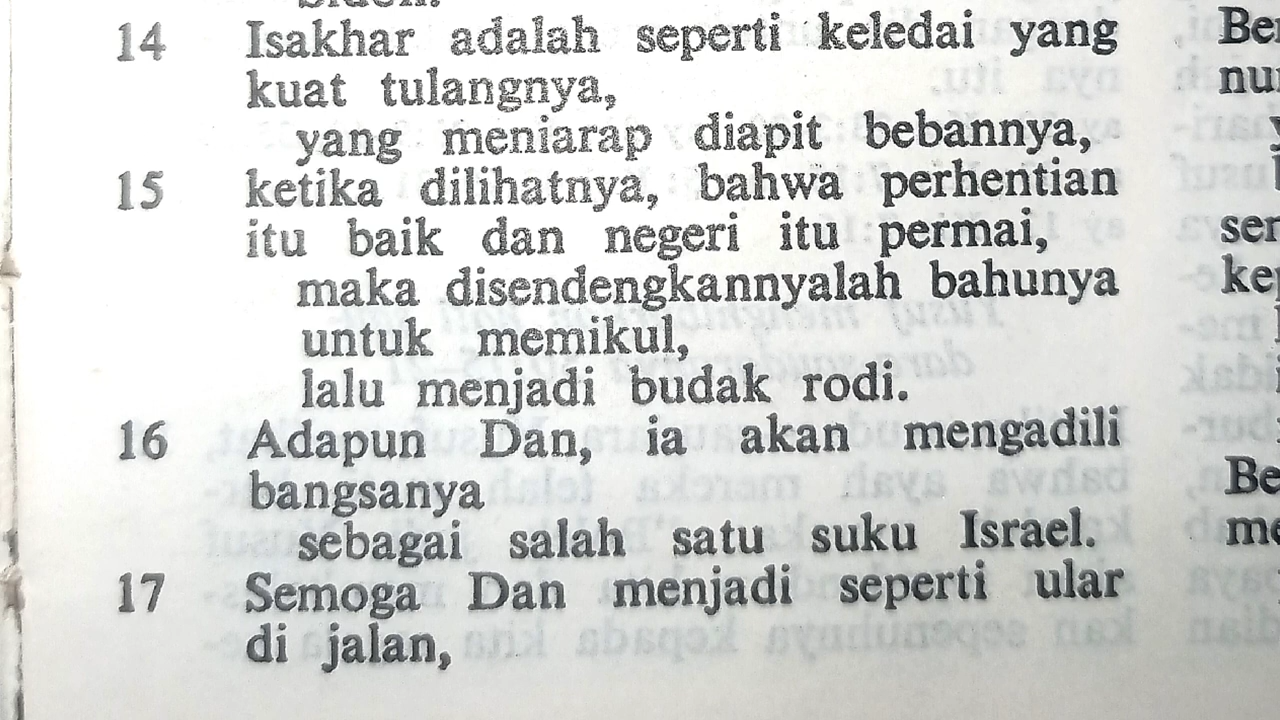 14 Isakhar adalah seperti keledai yang
kuat tulangnya,
yang meniarap diapit bebannya,
15 ketika dilihatnya, bahwa perhentian
itu baik dan negeri itu permai,
maka disendengkannyalah bahunya
untuk memikul,
lalu menjadi budak rodi.
16 Adapun Dan, ia akan mengadili
bangsanya
sebagai salah satu suku Israel.
17 Semoga Dan menjadi seperti ular
di jalan,